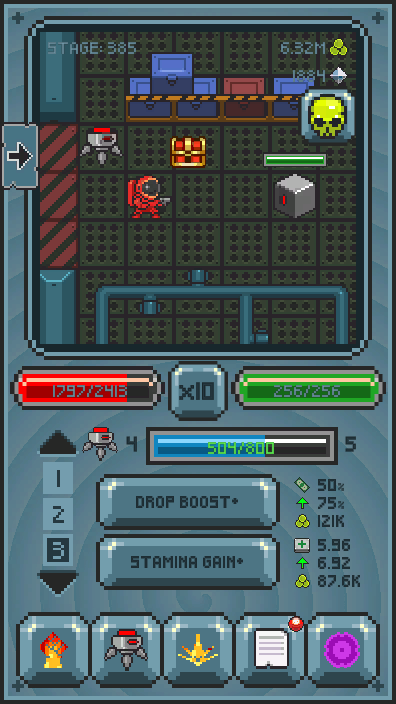 STAGE: 385
6.32M
1884
1797/2413
X10
256/256
4
504/800
5
1
2
3
DROP BOOST+
50%
75%
121K
STAMINA GAIN+
5.96
6.92
87.6K